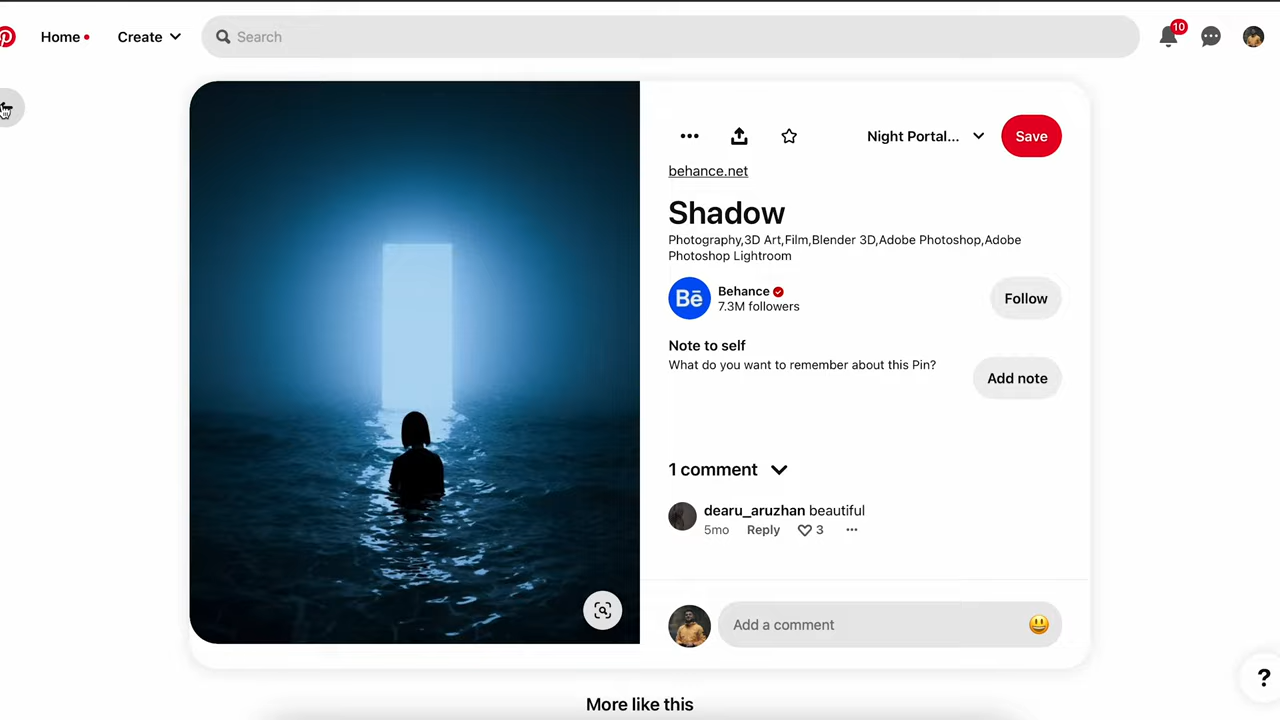 Home
Create
Search
10
Night Portal...
Save
behance.net
Shadow
Photography,3D Art,Film,Blender 3D,Adobe Photoshop,Adobe
Photoshop Lightroom
Bē
Behance
7.3M followers
Follow
Note to self
What do you want to remember about this Pin?
Add note
1 comment
dearu_aruzhan beautiful
5mo Reply 3
Add a comment
?
More like this